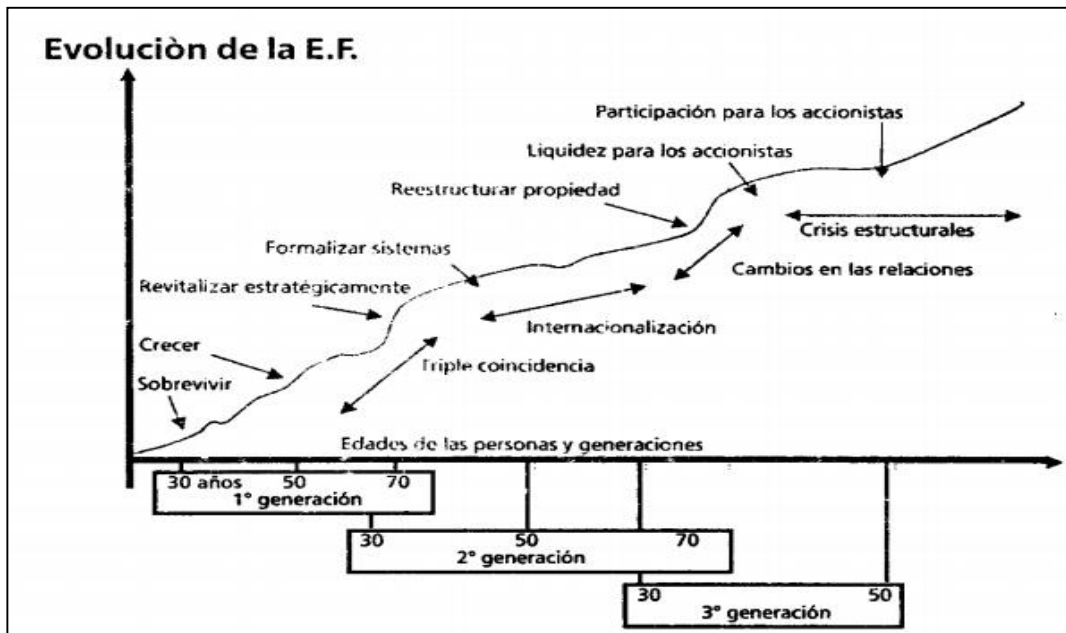 Evoluciòn de la E.F.
Participación para los accionistas
Liquidez para los accionistas
Reestructurar propiedad
Crisis estructurales
Formalizar sistemas
Cambios en las relaciones
Revitalizar estratégicamente
Internacionalización
Crecer
Triple coincidencia
Sobrevivir
Edades de las personas y generaciones
30 años 50 70
1° generación
30 50 70
2° generación
30 50
3° generación